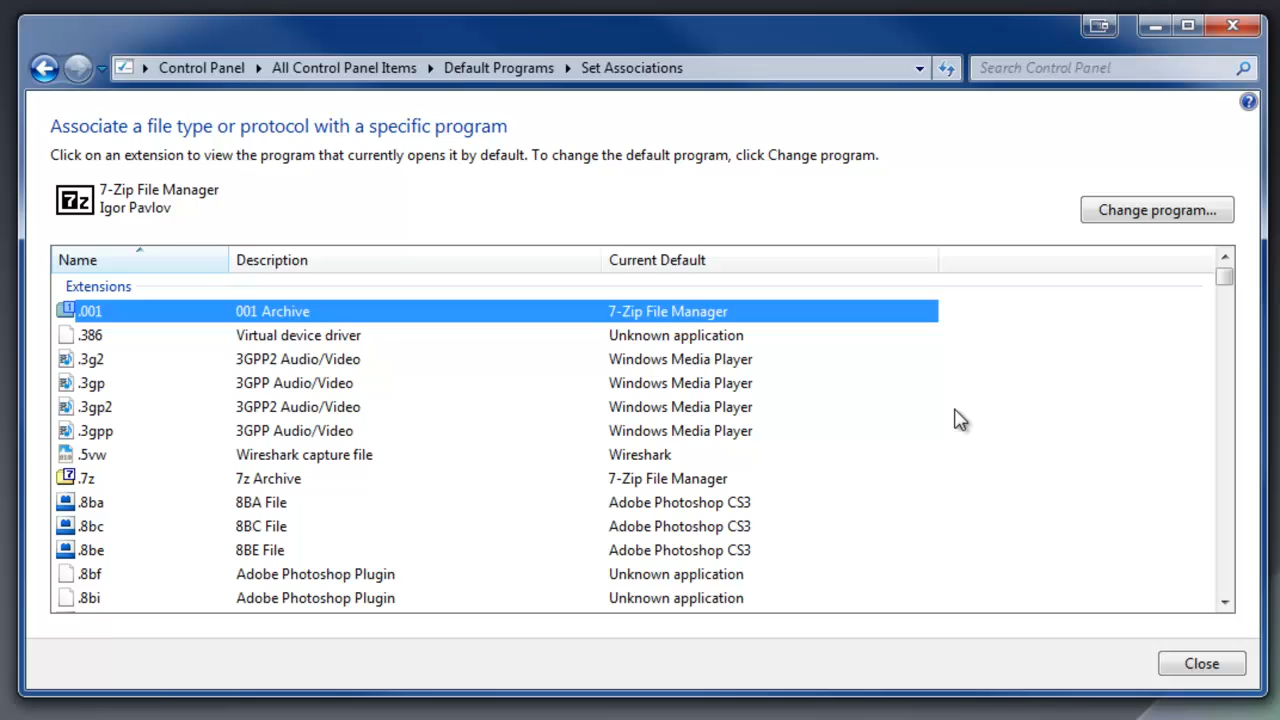 Control Panel ▸ All Control Panel Items ▸ Default Programs ▸ Set Associations
Search Control Panel
Associate a file type or protocol with a specific program
Click on an extension to view the program that currently opens it by default. To change the default program, click Change program.
7z
7-Zip File Manager
Igor Pavlov
Change program...
Name Description Current Default
Extensions
.001 001 Archive 7-Zip File Manager
.386 Virtual device driver Unknown application
.3g2 3GPP2 Audio/Video Windows Media Player
.3gp 3GPP Audio/Video Windows Media Player
.3gp2 3GPP2 Audio/Video Windows Media Player
.3gpp 3GPP Audio/Video Windows Media Player
.5vw Wireshark capture file Wireshark
.7z 7z Archive 7-Zip File Manager
.8ba 8BA File Adobe Photoshop CS3
.8bc 8BC File Adobe Photoshop CS3
.8be 8BE File Adobe Photoshop CS3
.8bf Adobe Photoshop Plugin Unknown application
.8bi Adobe Photoshop Plugin Unknown application
Close